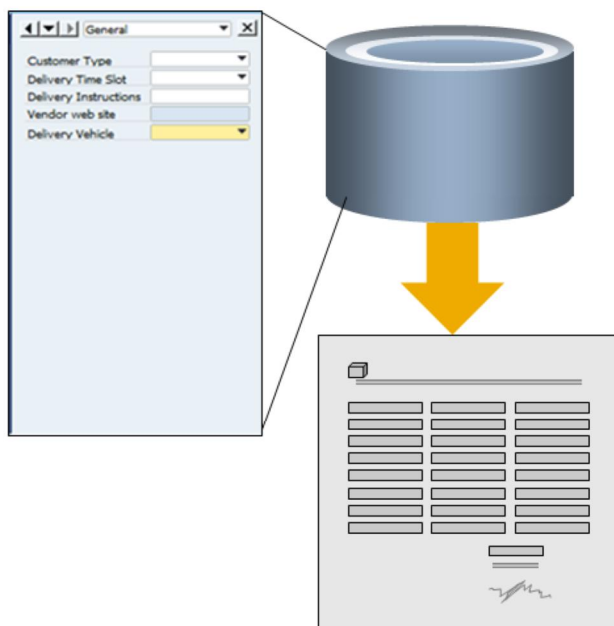 General
Customer Type
Delivery Time Slot
Delivery Instructions
Vendor web site
Delivery Vehicle